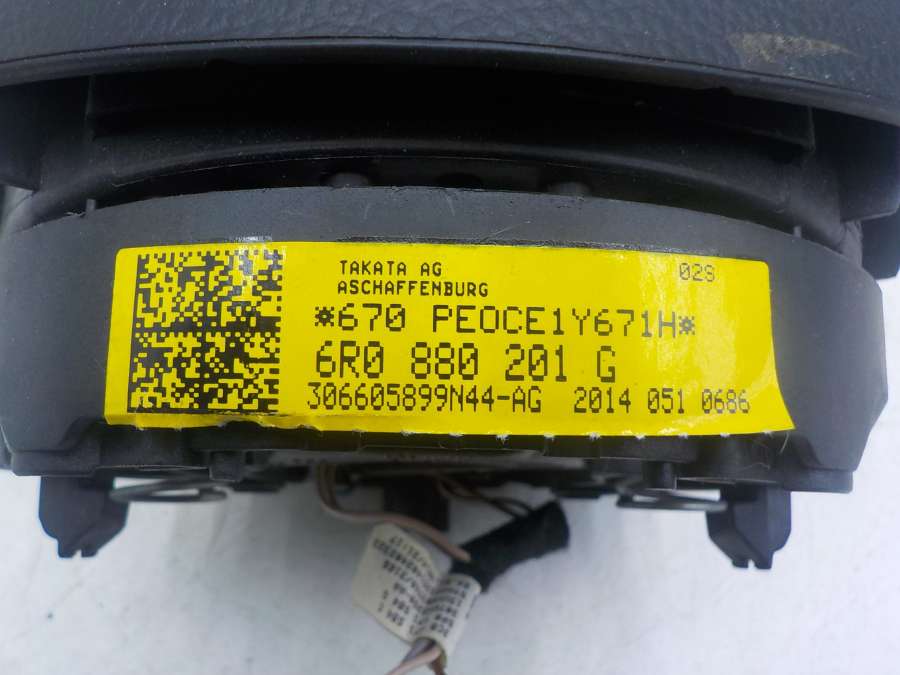 TAKATA AG
02S
ASCHAFFENBURG
*670 PEOCE1Y671H*
6R0 880 201 G
306605899N44-AG 2014 051 0686